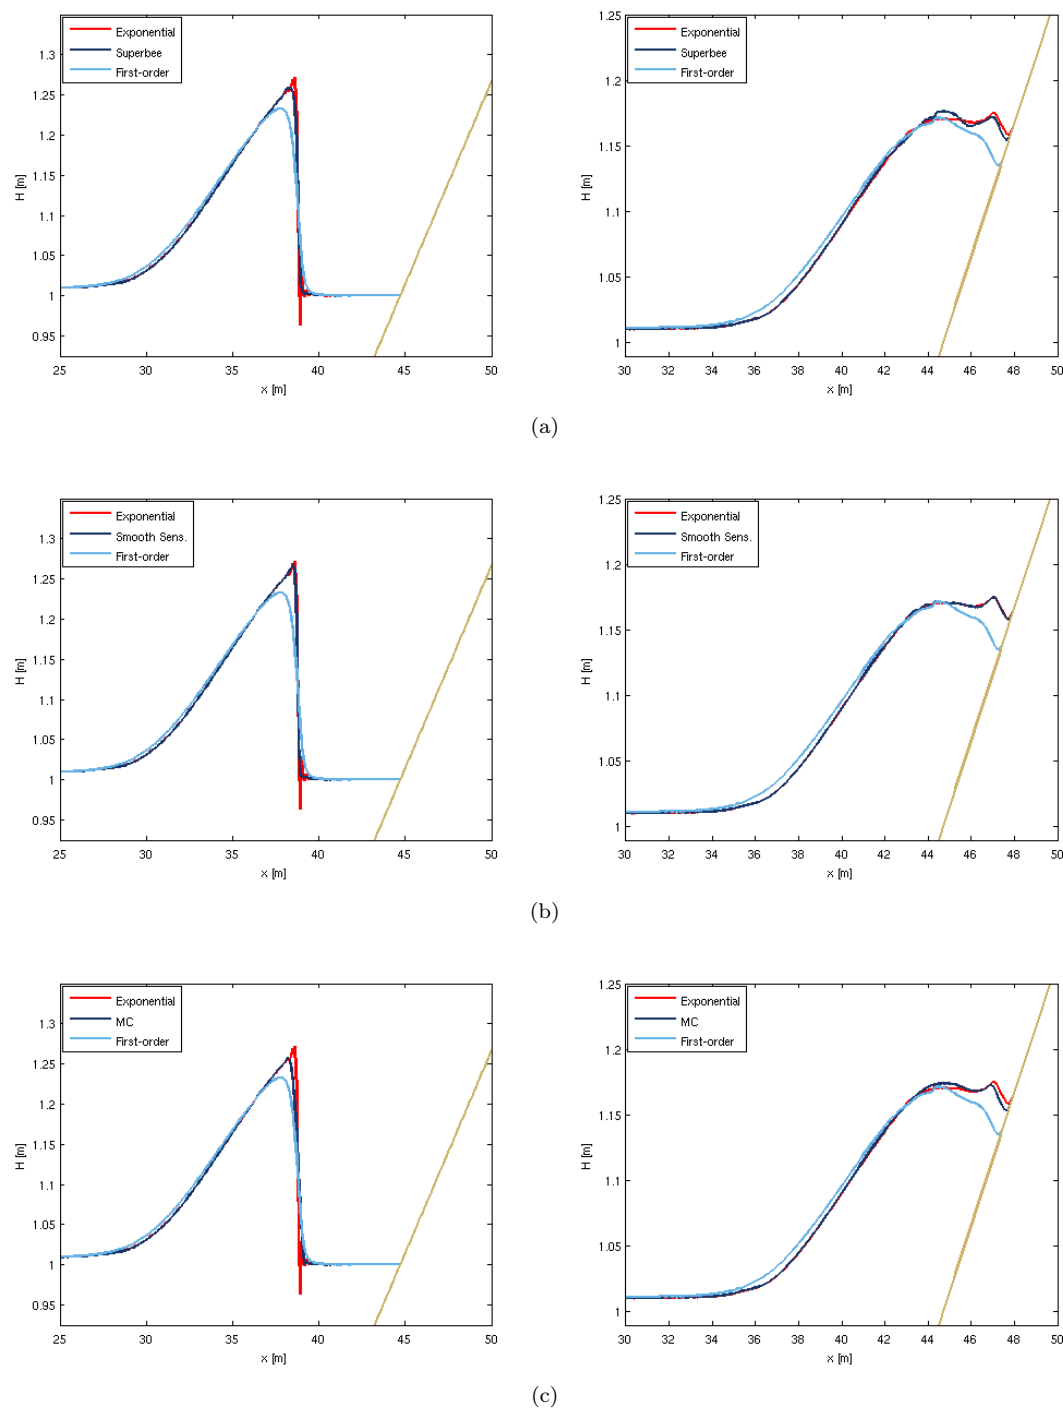 1.3
1.25
1.2
1.15
1.1
1.05
1
0.95
H [m]
Exponential
Superbee
First-order
25 30 35 40 45 50
x [m]
1.25
1.2
1.15
1.1
1.05
1
H [m]
Exponential
Superbee
First-order
30 32 34 36 38 40 42 44 46 48 50
x [m]
(a)
1.3
1.25
1.2
1.15
1.1
1.05
1
0.95
H [m]
Exponential
Smooth Sens.
First-order
25 30 35 40 45 50
x [m]
1.25
1.2
1.15
1.1
1.05
1
H [m]
Exponential
Smooth Sens.
First-order
30 32 34 36 38 40 42 44 46 48 50
x [m]
(b)
1.3
1.25
1.2
1.15
1.1
1.05
1
0.95
H [m]
Exponential
MC
First-order
25 30 35 40 45 50
x [m]
1.25
1.2
1.15
1.1
1.05
1
H [m]
Exponential
MC
First-order
30 32 34 36 38 40 42 44 46 48 50
x [m]
(c)